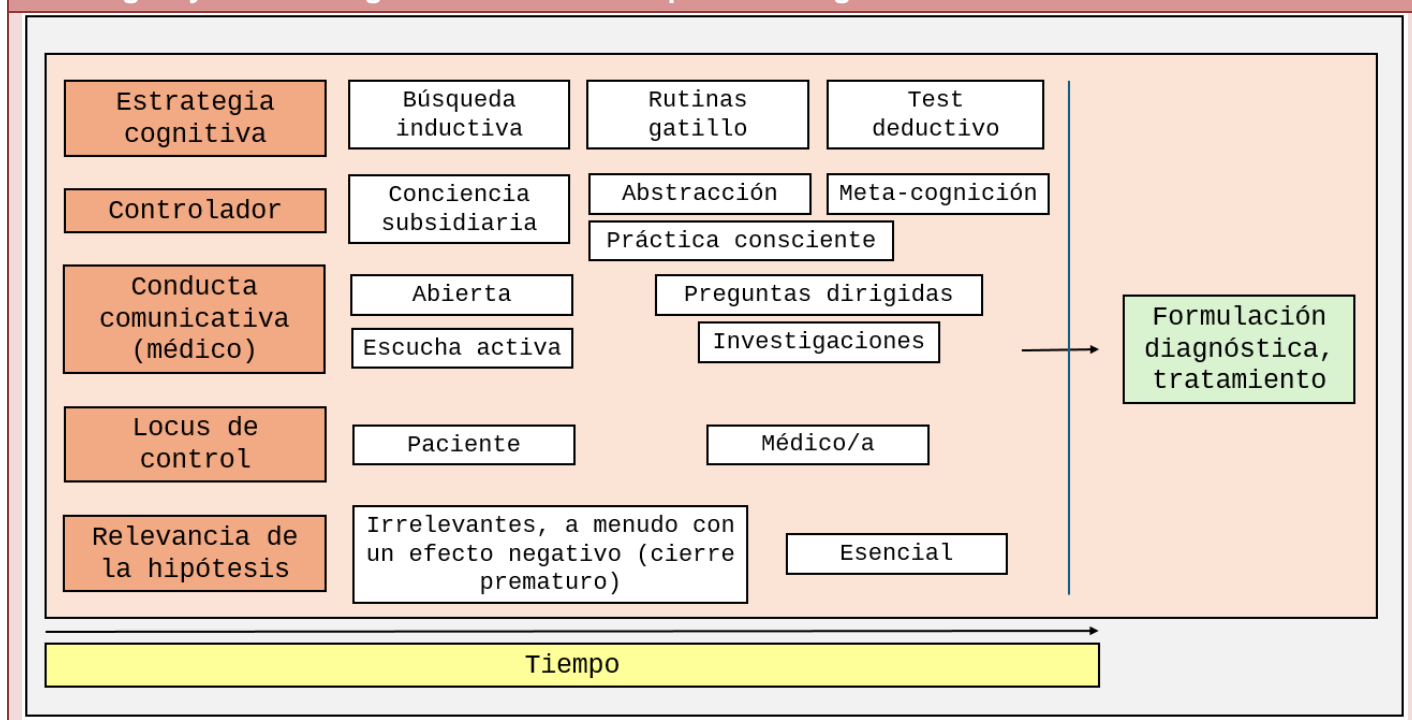 Estrategia
cognitiva
Búsqueda
inductiva
Rutinas
gatillo
Test
deductivo
Controlador
Conciencia
subsidiaria
Abstracción
Meta-cognición
Práctica consciente
Conducta
comunicativa
(médico)
Abierta
Preguntas dirigidas
Escucha activa
Investigaciones
Formulación
diagnóstica,
tratamiento
Locus de
control
Paciente
Médico/a
Relevancia de
la hipótesis
Irrelevantes, a menudo con
un efecto negativo (cierre
prematuro)
Esencial
Tiempo